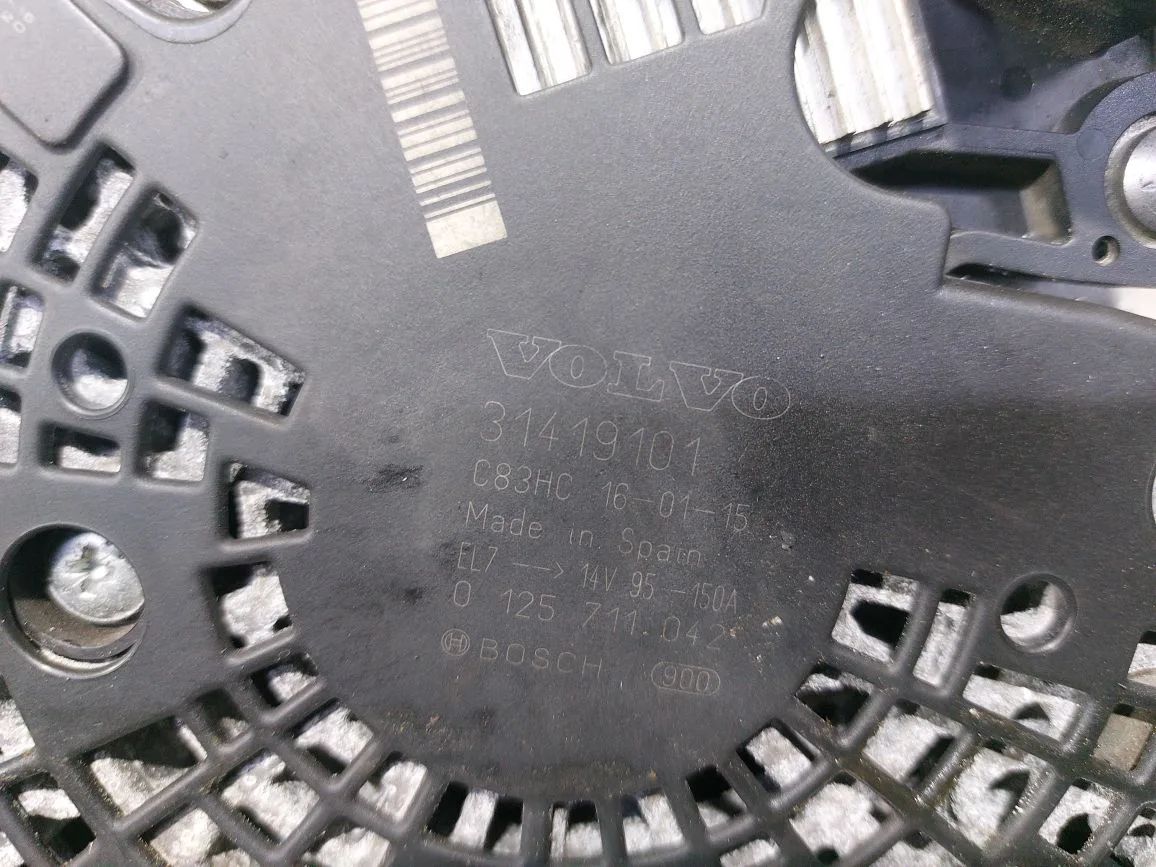 VOLVO
31419101
C83HC 16-01-15
Made in Spain
EL7 --> 14V 95-150A
0 125 711 042
BOSCH 900